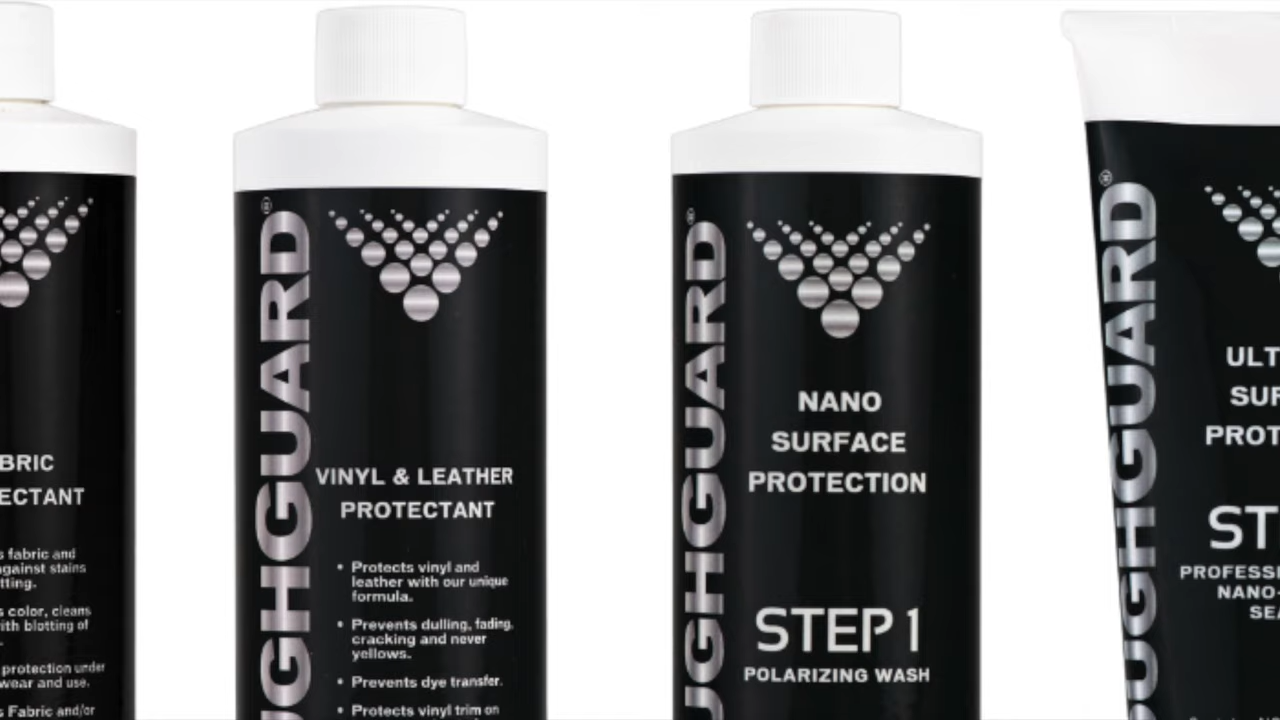 BRIC
ECTANT
s fabric and
against stains
tting.
s color, cleans
with blotting of
protection under
wear and use.
s Fabric and/or
UGHGUARD®
VINYL & LEATHER
PROTECTANT
• Protects vinyl and
leather with our unique
formula.
• Prevents dulling, fading,
cracking and never
yellows.
• Prevents dye transfer.
• Protects vinyl trim on
UGHGUARD®
NANO
SURFACE
PROTECTION
STEP 1
POLARIZING WASH
UGHGUARD®
ULT
SUR
PROT
ST
PROFESSI
NANO-
SEA